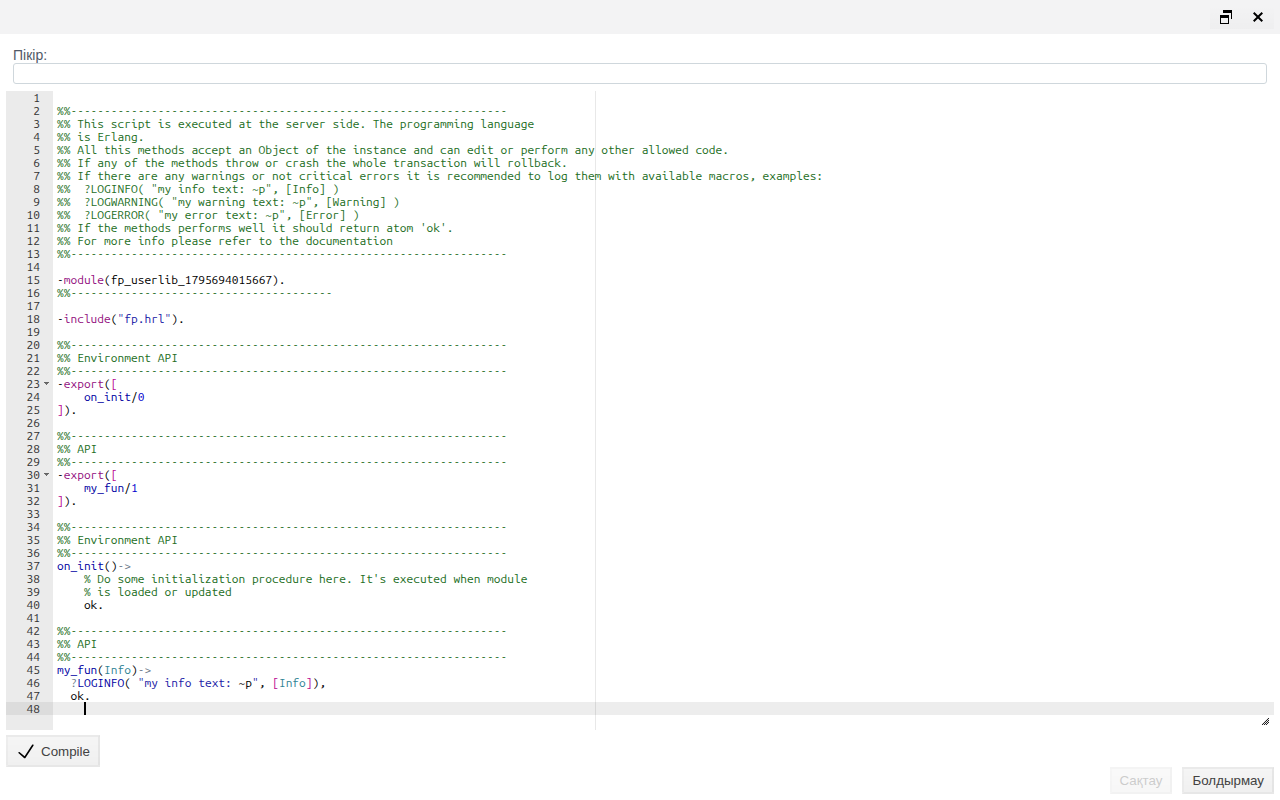 Пікір:
1
2 %%-----------------------------------------------------------------
3 %% This script is executed at the server side. The programming language
4 %% is Erlang.
5 %% All this methods accept an Object of the instance and can edit or perform any other allowed code.
6 %% If any of the methods throw or crash the whole transaction will rollback.
7 %% If there are any warnings or not critical errors it is recommended to log them with available macros, examples:
8 %%  ?LOGINFO( "my info text: ~p", [Info] )
9 %%  ?LOGWARNING( "my warning text: ~p", [Warning] )
10 %%  ?LOGERROR( "my error text: ~p", [Error] )
11 %% If the methods performs well it should return atom 'ok'.
12 %% For more info please refer to the documentation
13 %%-----------------------------------------------------------------
14
15 -module(fp_userlib_1795694015667).
16 %%---------------------------------------
17
18 -include("fp.hrl").
19
20 %%-----------------------------------------------------------------
21 %% Environment API
22 %%-----------------------------------------------------------------
23 -export([
24     on_init/0
25 ]).
26
27 %%-----------------------------------------------------------------
28 %% API
29 %%-----------------------------------------------------------------
30 -export([
31     my_fun/1
32 ]).
33
34 %%-----------------------------------------------------------------
35 %% Environment API
36 %%-----------------------------------------------------------------
37 on_init()->
38     % Do some initialization procedure here. It's executed when module
39     % is loaded or updated
40     ok.
41
42 %%-----------------------------------------------------------------
43 %% API
44 %%-----------------------------------------------------------------
45 my_fun(Info)->
46   ?LOGINFO( "my info text: ~p", [Info]),
47   ok.
48
Compile
Сақтау Болдырмау